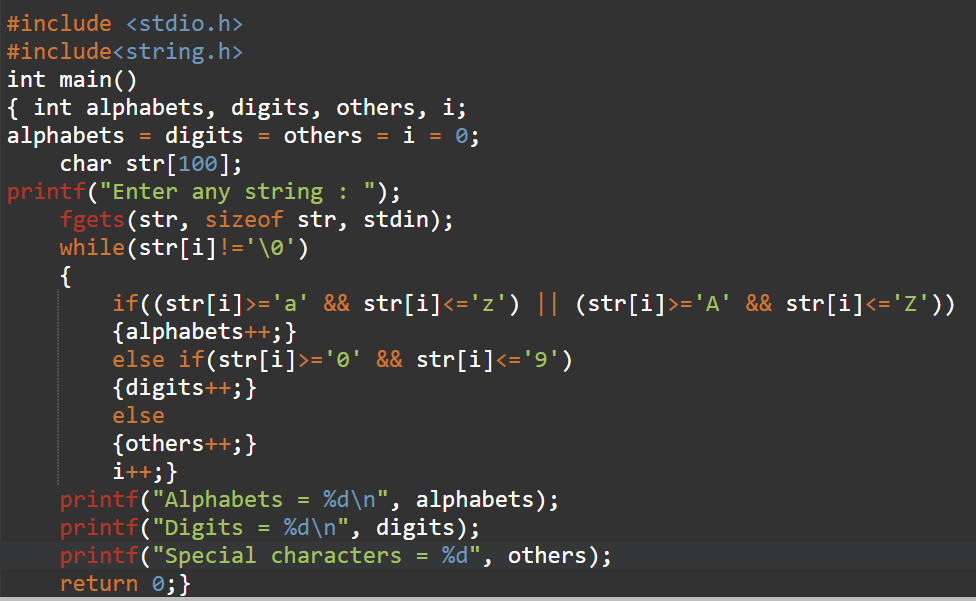 #include <stdio.h>
#include<string.h>
int main()
{ int alphabets, digits, others, i;
alphabets = digits = others = i = 0;
    char str[100];
printf("Enter any string : ");
    fgets(str, sizeof str, stdin);
    while(str[i]!='\0')
    {
        if((str[i]>='a' && str[i]<='z') || (str[i]>='A' && str[i]<='Z'))
        {alphabets++;}
        else if(str[i]>='0' && str[i]<='9')
        {digits++;}
        else
        {others++;}
        i++;}
    printf("Alphabets = %d\n", alphabets);
    printf("Digits = %d\n", digits);
    printf("Special characters = %d", others);
    return 0;}